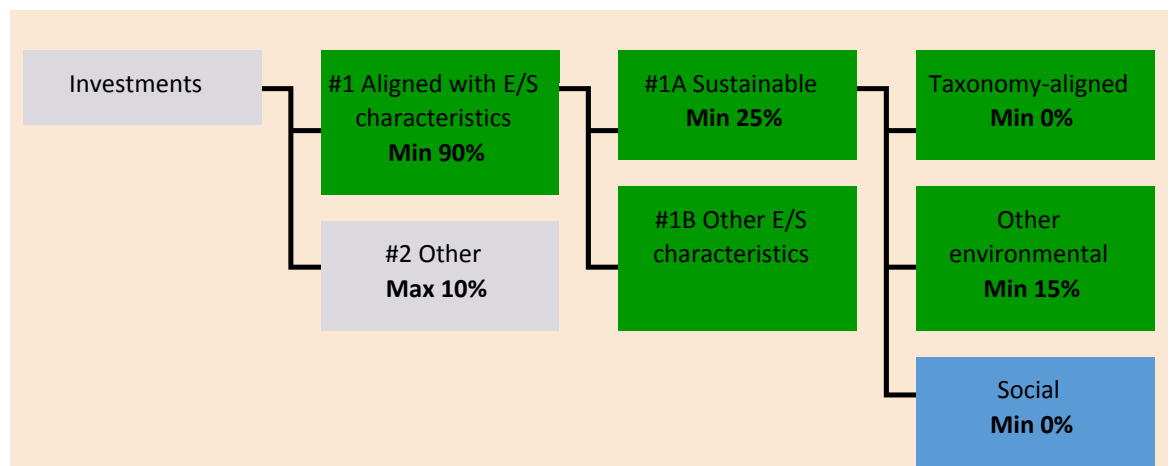 Investments
#1 Aligned with E/S
characteristics
Min 90%
#2 Other
Max 10%
#1A Sustainable
Min 25%
#1B Other E/S
characteristics
Taxonomy-aligned
Min 0%
Other
environmental
Min 15%
Social
Min 0%